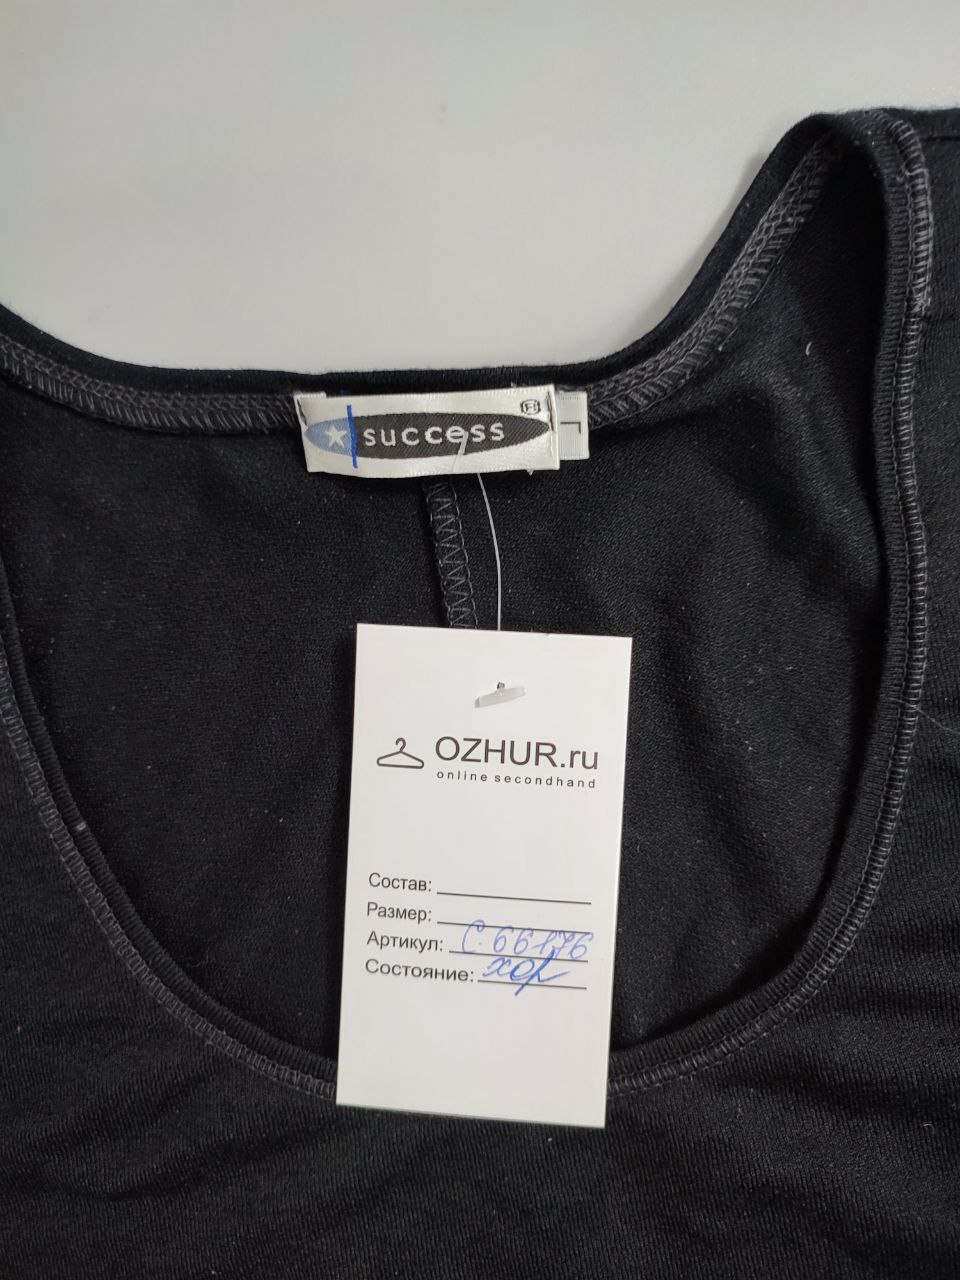 success ®
L
OZHUR.ru
online secondhand
Состав:
Размер:
Артикул: С. 66176
Состояние: хор